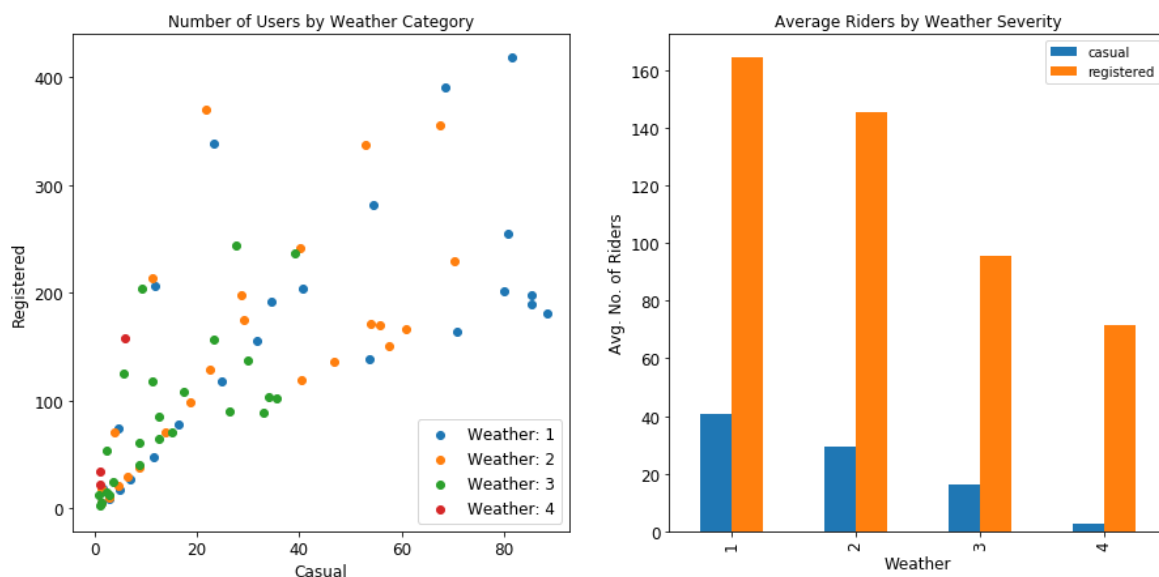 Number of Users by Weather Category
Registered
400
300
200
100
0
0 20 40 60 80
Casual
Weather: 1
Weather: 2
Weather: 3
Weather: 4
Average Riders by Weather Severity
Avg. No. of Riders
160
140
120
100
80
60
40
20
0
1 2 3 4
Weather
casual
registered